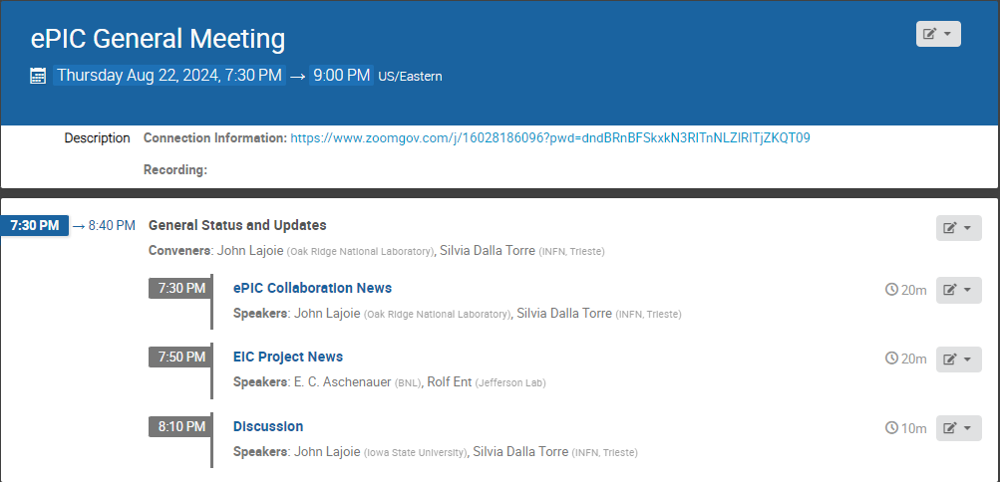 ePIC General Meeting
Thursday Aug 22, 2024, 7:30 PM → 9:00 PM US/Eastern
Description Connection Information: https://www.zoomgov.com/j/16028186096?pwd=dndBRnBFSkxkN3RITnNLZIRITjZKQT09
Recording:
7:30 PM → 8:40 PM General Status and Updates
Conveners: John Lajoie (Oak Ridge National Laboratory), Silvia Dalla Torre (INFN, Trieste)
7:30 PM ePIC Collaboration News 20m
Speakers: John Lajoie (Oak Ridge National Laboratory), Silvia Dalla Torre (INFN, Trieste)
7:50 PM EIC Project News 20m
Speakers: E. C. Aschenauer (BNL), Rolf Ent (Jefferson Lab)
8:10 PM Discussion 10m
Speakers: John Lajoie (Iowa State University), Silvia Dalla Torre (INFN, Trieste)